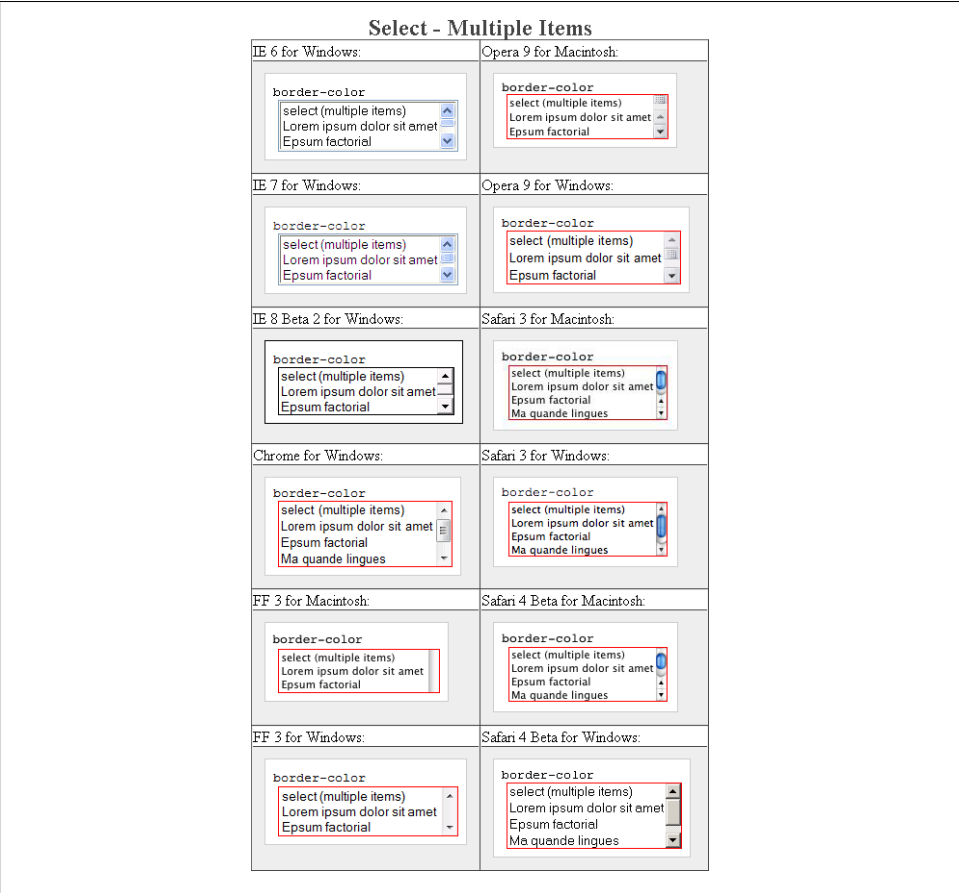 Select - Multiple Items
IE 6 for Windows:
border-color
select (multiple items)
Lorem ipsum dolor sit amet
Epsum factorial
Opera 9 for Macintosh:
border-color
select (multiple items)
Lorem ipsum dolor sit amet
Epsum factorial
IE 7 for Windows:
border-color
select (multiple items)
Lorem ipsum dolor sit amet
Epsum factorial
Opera 9 for Windows:
border-color
select (multiple items)
Lorem ipsum dolor sit amet
Epsum factorial
IE 8 Beta 2 for Windows:
border-color
select (multiple items)
Lorem ipsum dolor sit amet
Epsum factorial
Safari 3 for Macintosh:
border-color
select (multiple items)
Lorem ipsum dolor sit amet
Epsum factorial
Ma quande lingues
Chrome for Windows:
border-color
select (multiple items)
Lorem ipsum dolor sit amet
Epsum factorial
Ma quande lingues
Safari 3 for Windows:
border-color
select (multiple items)
Lorem ipsum dolor sit amet
Epsum factorial
Ma quande lingues
FF 3 for Macintosh:
border-color
select (multiple items)
Lorem ipsum dolor sit amet
Epsum factorial
Safari 4 Beta for Macintosh:
border-color
select (multiple items)
Lorem ipsum dolor sit amet
Epsum factorial
Ma quande lingues
FF 3 for Windows:
border-color
select (multiple items)
Lorem ipsum dolor sit amet
Epsum factorial
Safari 4 Beta for Windows:
border-color
select (multiple items)
Lorem ipsum dolor sit amet
Epsum factorial
Ma quande lingues